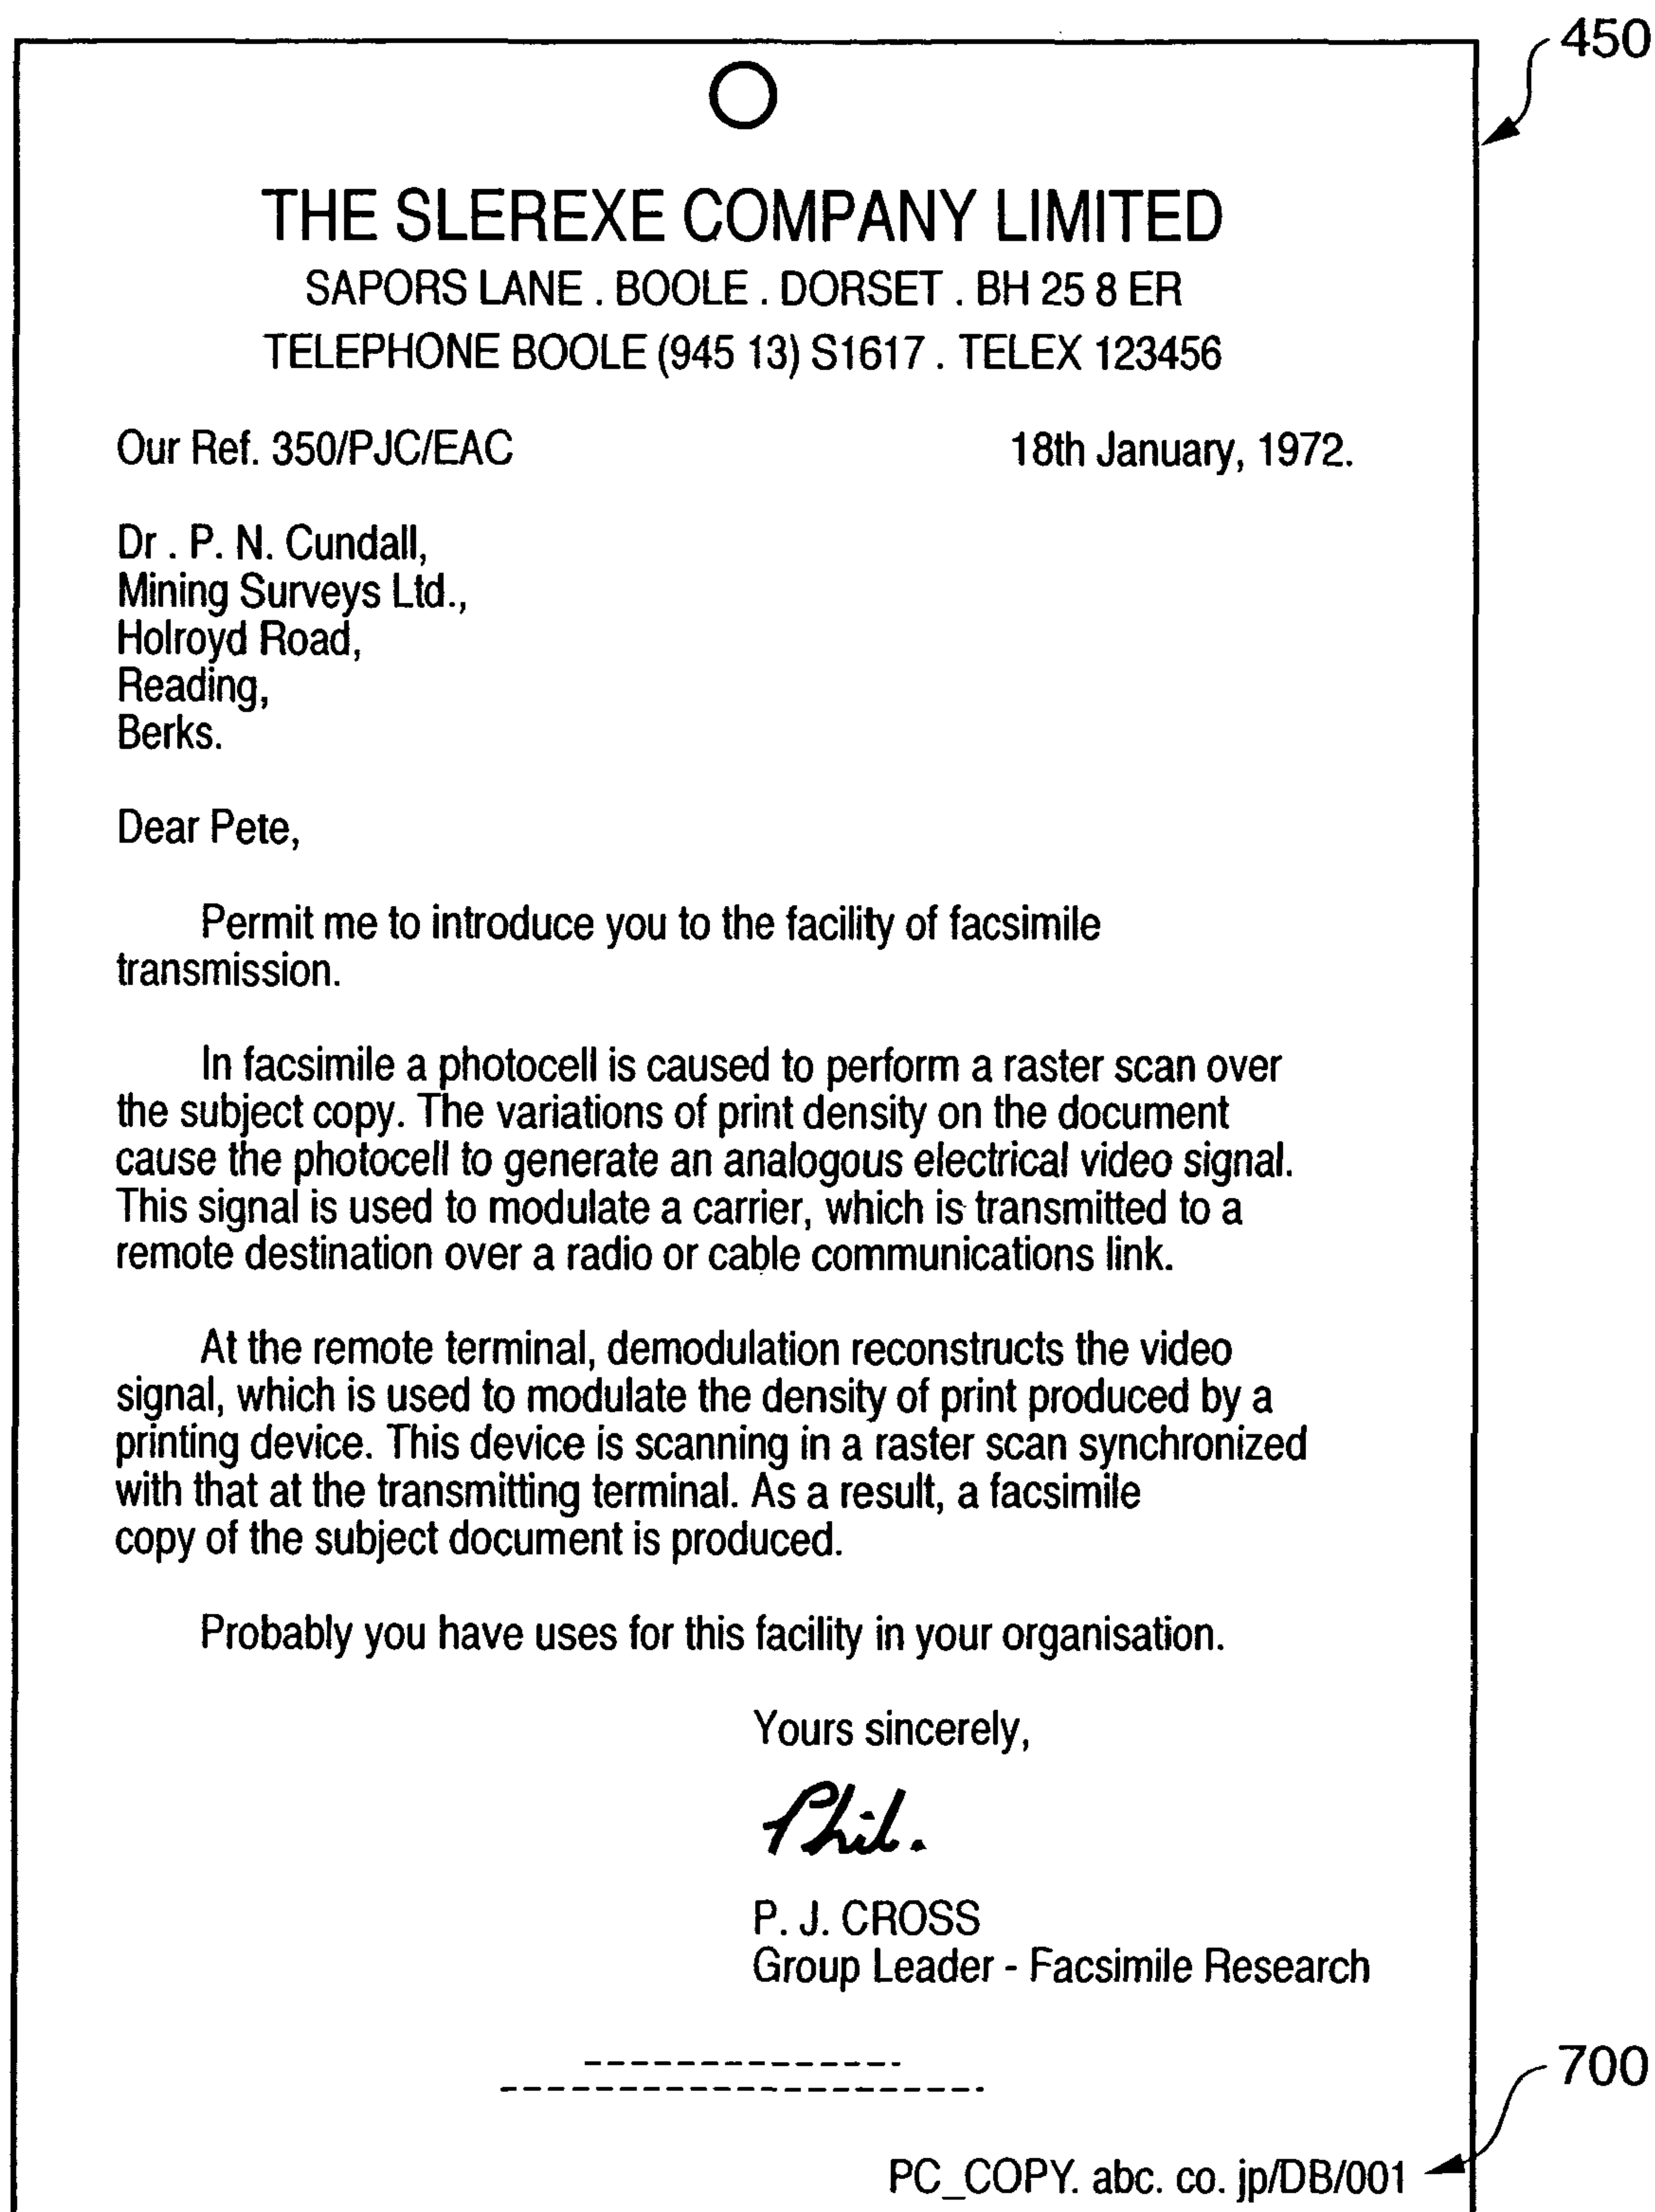 450
THE SLEREXE COMPANY LIMITED
SAPORS LANE . BOOLE . DORSET . BH 25 8 ER
TELEPHONE BOOLE (945 13) S1617 . TELEX 123456
Our Ref. 350/PJC/EAC 18th January, 1972.
Dr . P. N. Cundall,
Mining Surveys Ltd.,
Holroyd Road,
Reading,
Berks.
Dear Pete,
Permit me to introduce you to the facility of facsimile
transmission.
In facsimile a photocell is caused to perform a raster scan over
the subject copy. The variations of print density on the document
cause the photocell to generate an analogous electrical video signal.
This signal is used to modulate a carrier, which is transmitted to a
remote destination over a radio or cable communications link.
At the remote terminal, demodulation reconstructs the video
signal, which is used to modulate the density of print produced by a
printing device. This device is scanning in a raster scan synchronized
with that at the transmitting terminal. As a result, a facsimile
copy of the subject document is produced.
Probably you have uses for this facility in your organisation.
Yours sincerely,
Phil.
P. J. CROSS
Group Leader - Facsimile Research
700
PC_COPY. abc. co. jp/DB/001